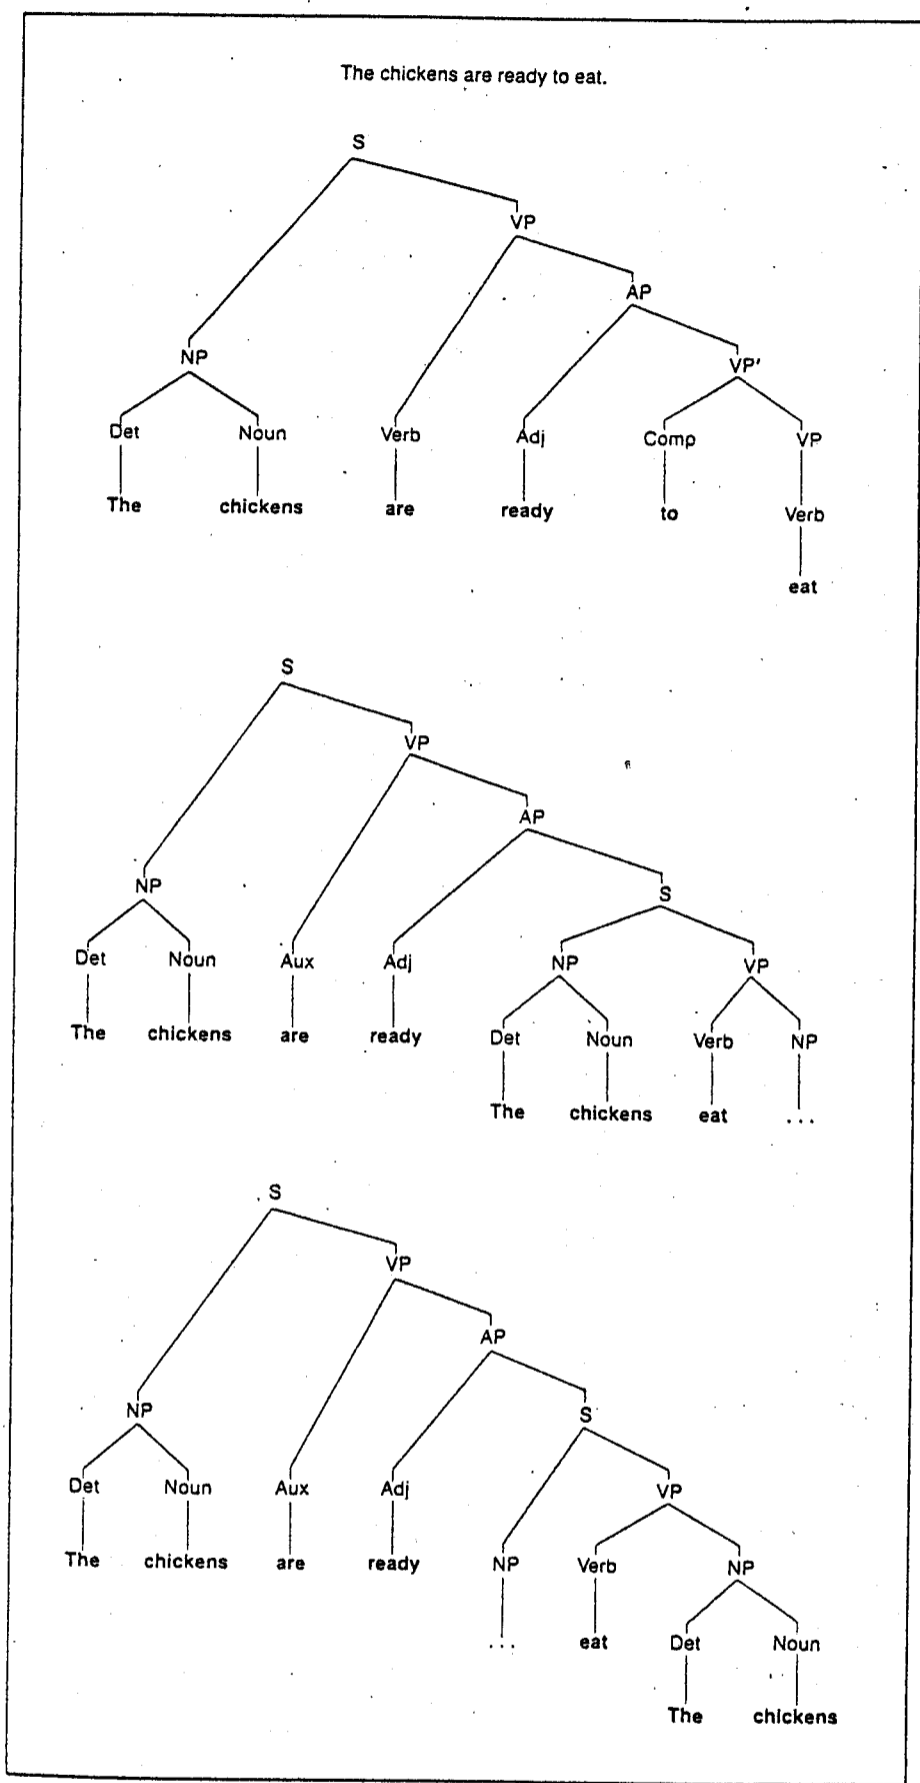 The chickens are ready to eat.
S
VP
AP
NP VP'
Det Noun Verb Adj Comp VP
The chickens are ready to Verb
eat
S
VP
AP
NP S
Det Noun Aux Adj NP VP
The chickens are ready Det Noun Verb NP
The chickens eat ...
S
VP
AP
NP S
Det Noun Aux Adj VP
The chickens are ready NP Verb NP
... eat Det Noun
The chickens